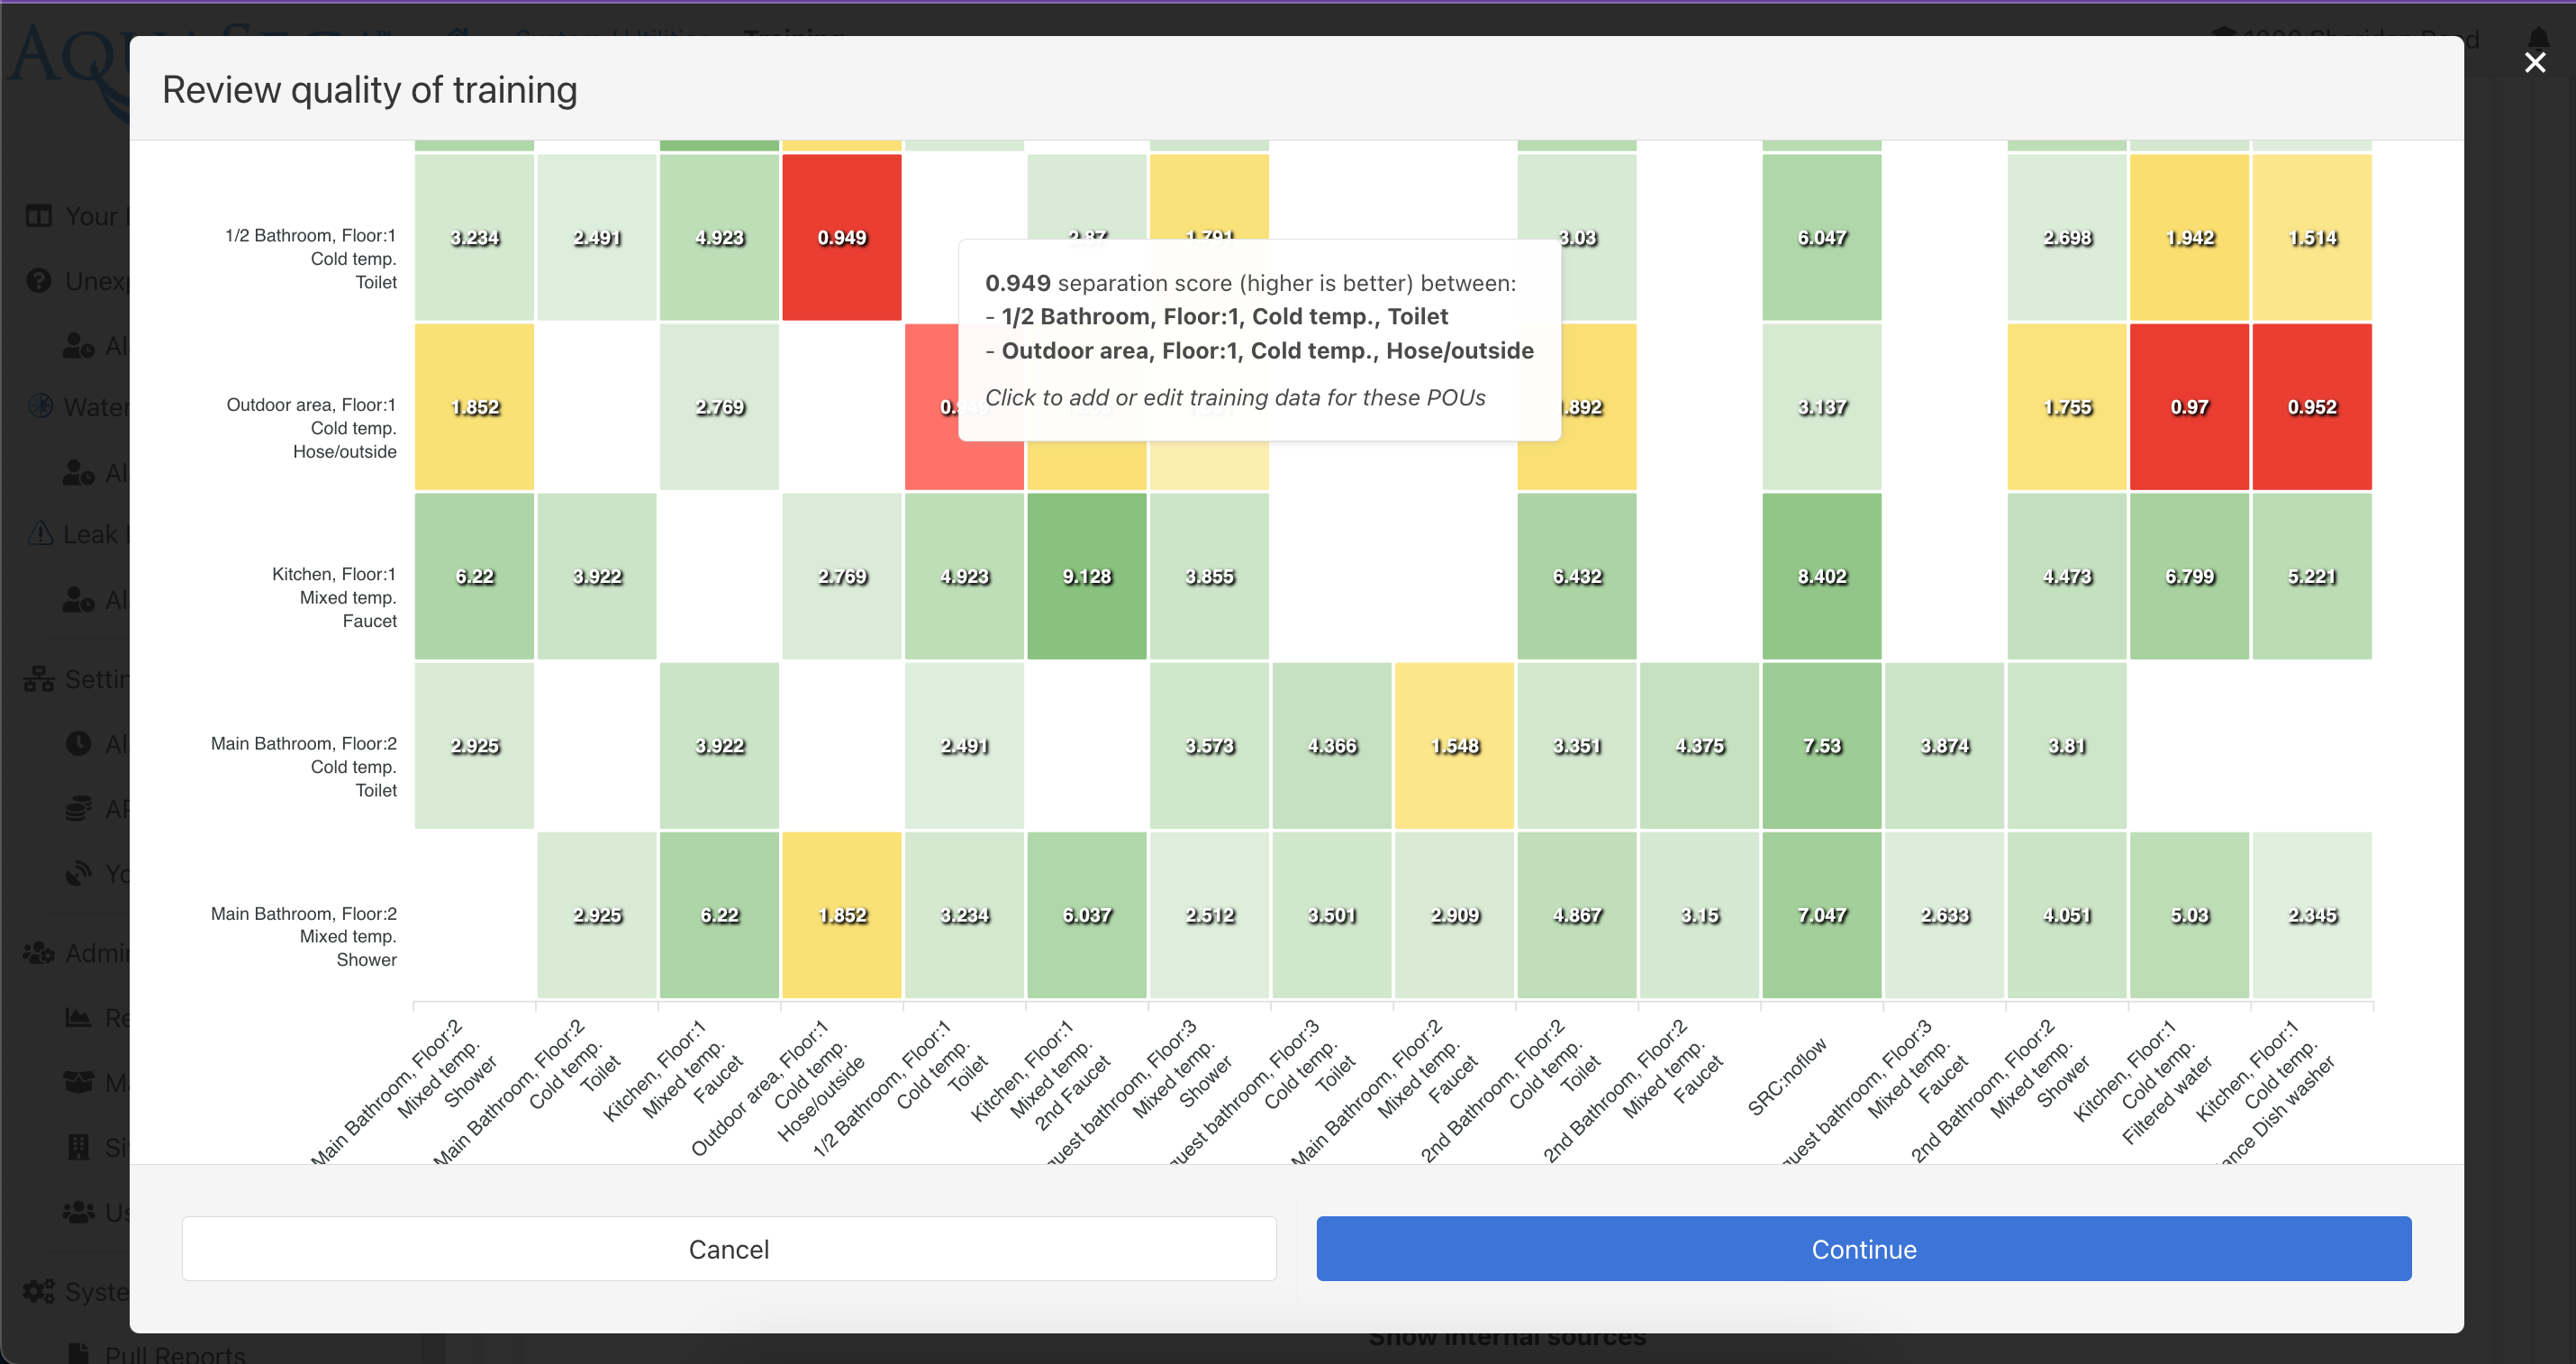 Training
Review quality of training
1/2 Bathroom, Floor:1
Cold temp.
Toilet
3.234 2.491 4.923 0.949 2.87 1.791 3.03 6.047 2.698 1.942 1.514
0.949 separation score (higher is better) between:
- 1/2 Bathroom, Floor:1, Cold temp., Toilet
- Outdoor area, Floor:1, Cold temp., Hose/outside
Click to add or edit training data for these POUs
Outdoor area, Floor:1
Cold temp.
Hose/outside
1.852 2.769 0.949 1.892 3.137 1.755 0.97 0.952
Kitchen, Floor:1
Mixed temp.
Faucet
6.22 3.922 2.769 4.923 9.128 3.855 6.432 8.402 4.473 6.799 5.221
Main Bathroom, Floor:2
Cold temp.
Toilet
2.925 3.922 2.491 3.573 4.366 1.548 3.351 4.375 7.53 3.874 3.81
Main Bathroom, Floor:2
Mixed temp.
Shower
2.925 6.22 1.852 3.234 6.037 2.512 3.501 2.909 4.867 3.15 7.047 2.633 4.051 5.03 2.345
Main Bathroom, Floor:2
Mixed temp.
Shower
Main Bathroom, Floor:2
Cold temp.
Toilet
Kitchen, Floor:1
Mixed temp.
Faucet
Outdoor area, Floor:1
Cold temp.
Hose/outside
1/2 Bathroom, Floor:1
Cold temp.
Toilet
Kitchen, Floor:1
Mixed temp.
2nd Faucet
uest bathroom, Floor:3
Mixed temp.
Shower
uest bathroom, Floor:3
Cold temp.
Toilet
Main Bathroom, Floor:2
Mixed temp.
Faucet
2nd Bathroom, Floor:2
Cold temp.
Toilet
2nd Bathroom, Floor:2
Mixed temp.
Faucet
SRC:noflow
uest bathroom, Floor:3
Mixed temp.
Faucet
2nd Bathroom, Floor:2
Mixed temp.
Shower
Kitchen, Floor:1
Cold temp.
Filtered water
Kitchen, Floor:1
Cold temp.
ance Dish washer
Cancel
Continue
Your
Unex
Al
Water
Al
Leak
Al
Settin
Al
AP
Yo
Admin
Re
Ma
Si
Us
Syste
Pull Reports
Show internal sources